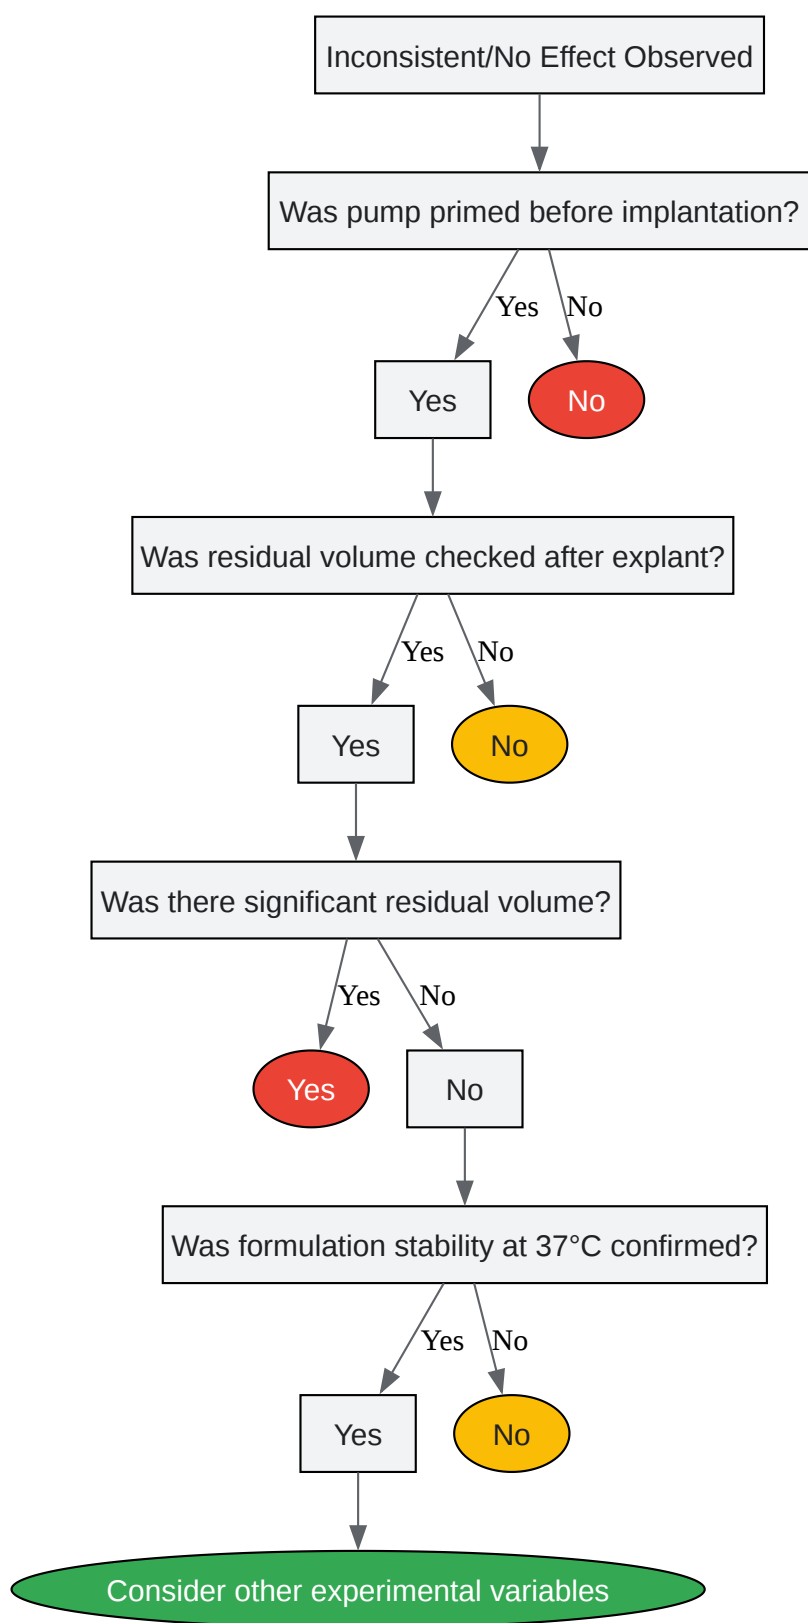 Inconsistent/No Effect Observed
Was pump primed before implantation?
Yes
No
Yes
No
Was residual volume checked after explant?
Yes
No
Yes
No
Was there significant residual volume?
Yes
No
Yes
No
Was formulation stability at 37°C confirmed?
Yes
No
Yes
No
Consider other experimental variables